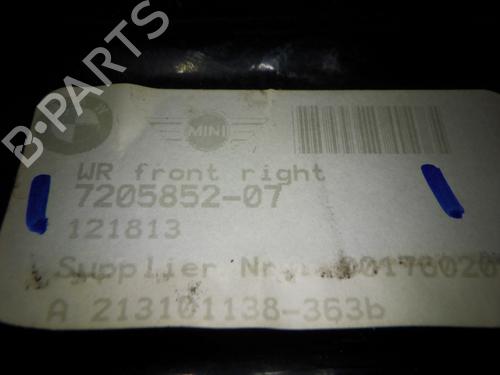 B-PARTS
MINI
WR front right
7205852-07
121813
Supplier Nr.
A 213101138-363b